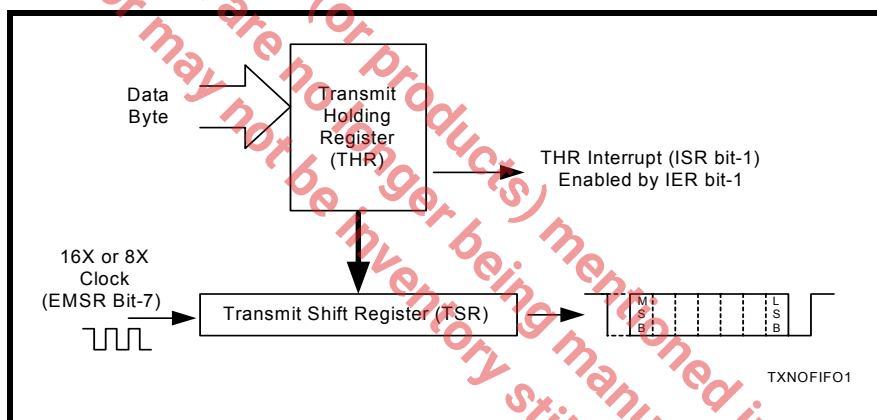 (or products) mentioned i
are no longer being manu
or may not be inventory sti
Data
Byte
Transmit
Holding
Register
(THR)
THR Interrupt (ISR bit-1)
Enabled by IER bit-1
16X or 8X
Clock
(EMSR Bit-7)
Transmit Shift Register (TSR)
M
S
B
L
S
B
TXNOFIFO1